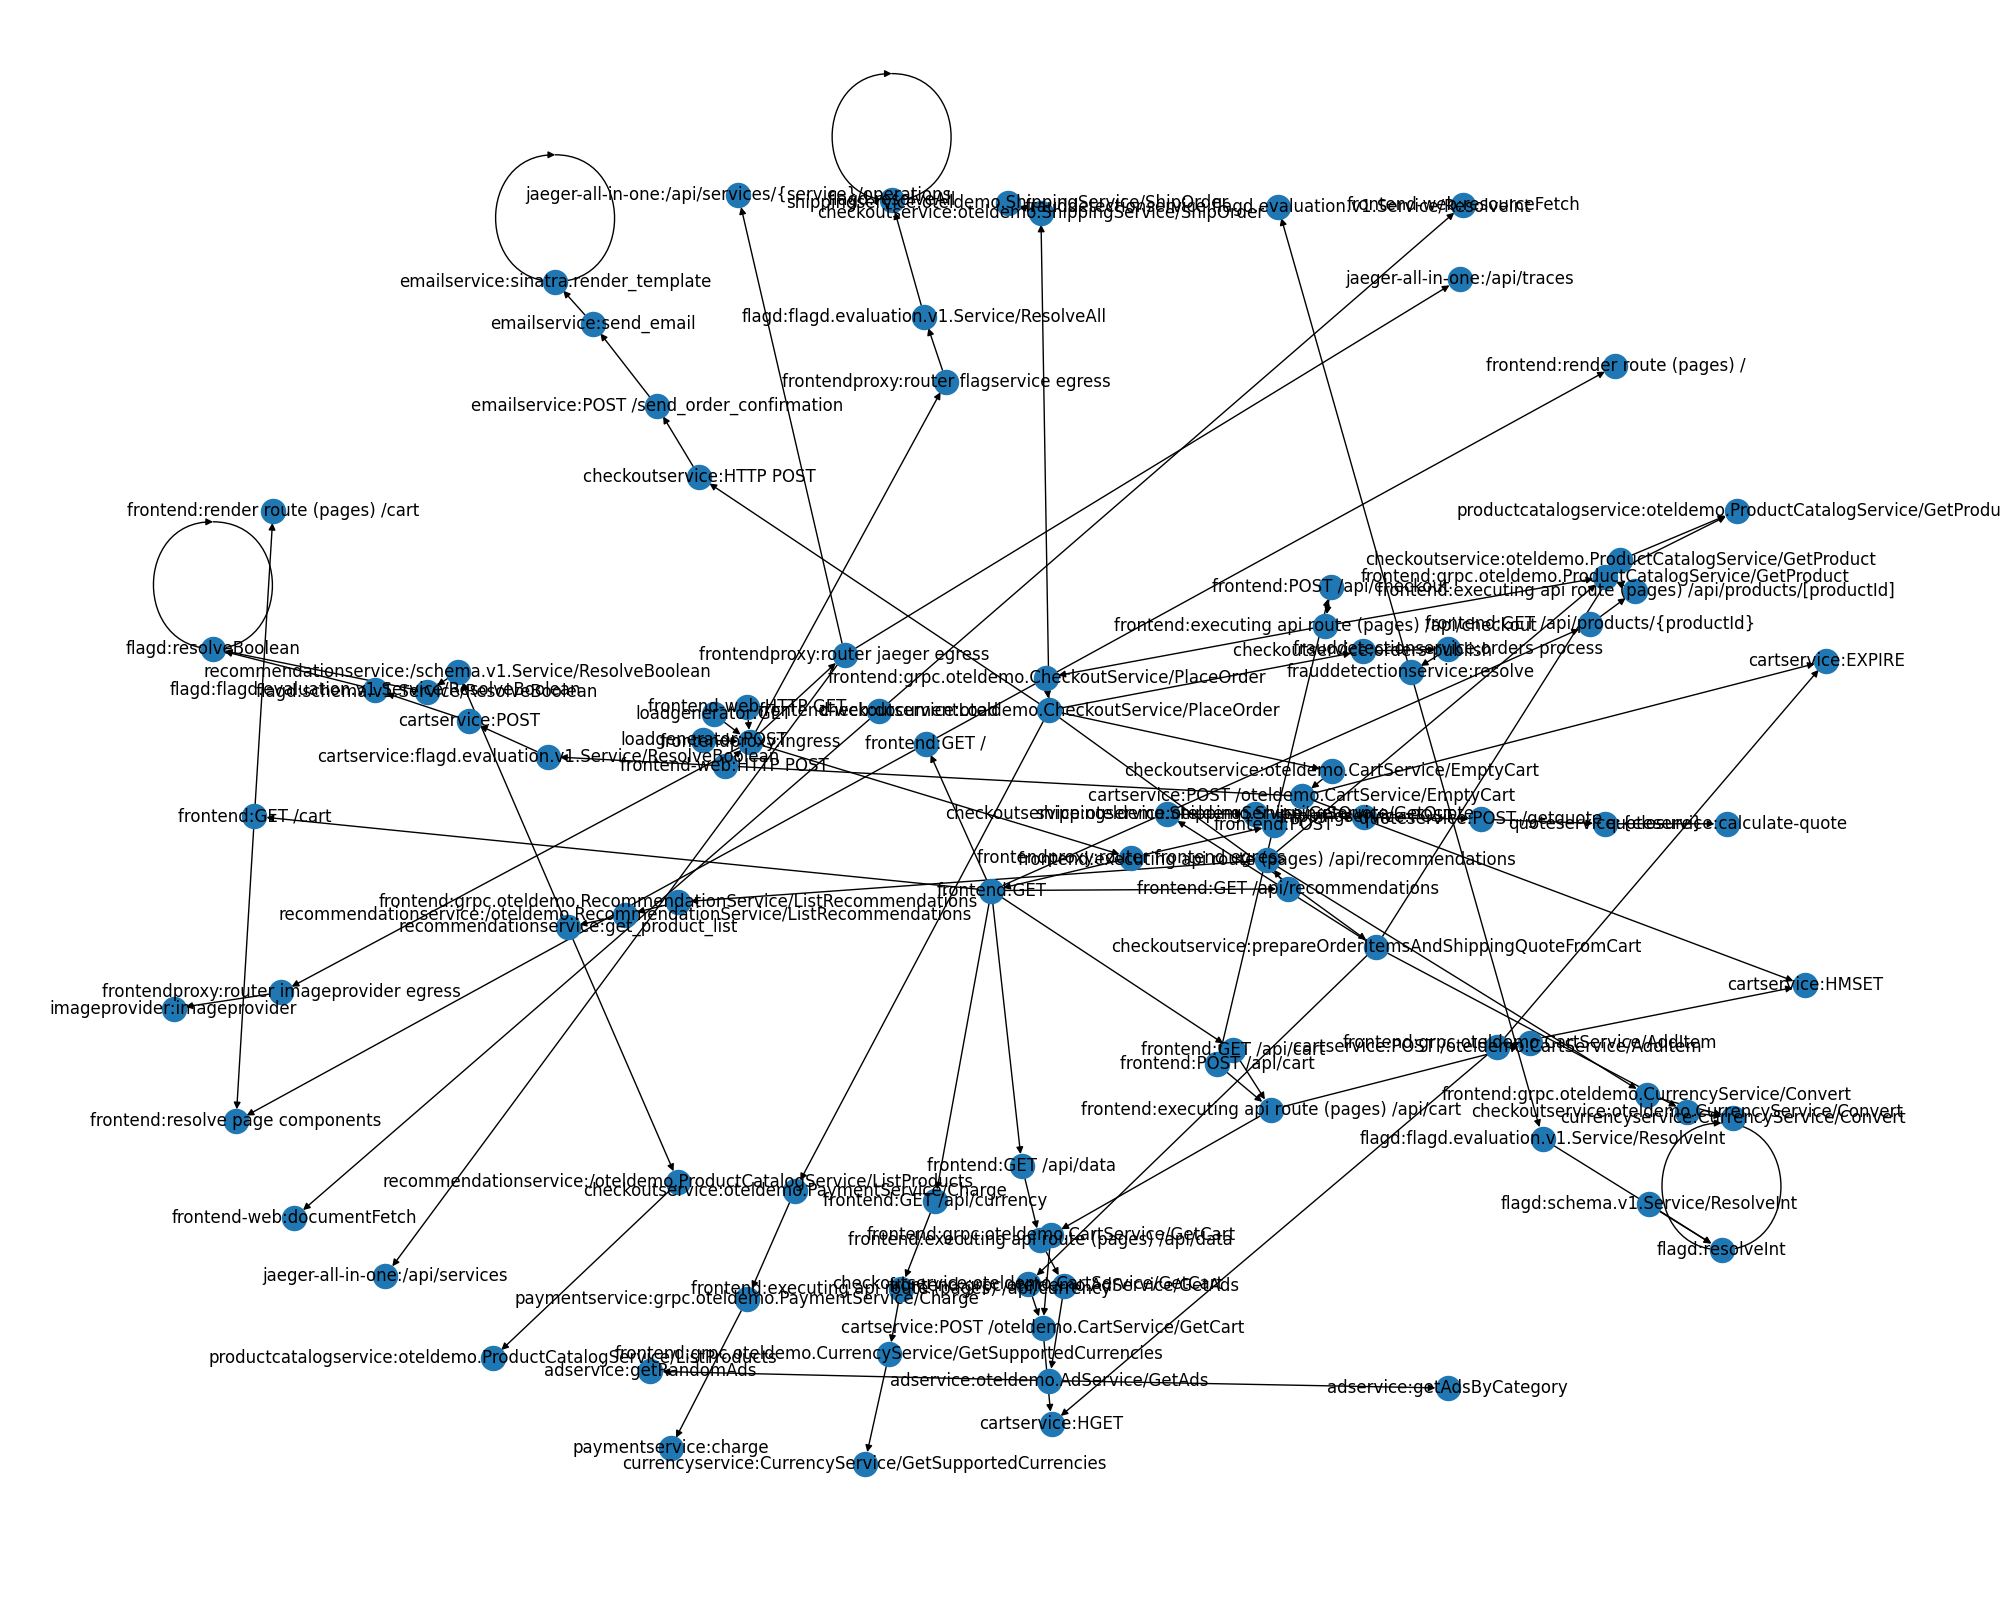 jaeger-all-in-one:/api/services/{service}/operations
flagd:resolveAll
shippingservice:oteldemo.ShippingService/ShipOrder
checkoutservice:oteldemo.ShippingService/ShipOrder
frauddetectionservice:flagd.evaluation.v1.Service/ResolveInt
frontend-web:resourceFetch
emailservice:sinatra.render_template
jaeger-all-in-one:/api/traces
emailservice:send_email
flagd:flagd.evaluation.v1.Service/ResolveAll
frontend:render route (pages) /
frontendproxy:router flagservice egress
emailservice:POST /send_order_confirmation
checkoutservice:HTTP POST
frontend:render route (pages) /cart
productcatalogservice:oteldemo.ProductCatalogService/GetProdu
checkoutservice:oteldemo.ProductCatalogService/GetProduct
frontend:grpc.oteldemo.ProductCatalogService/GetProduct
frontend:POST /api/checkout
frontend:executing api route (pages) /api/products/[productId]
frontend:executing api route (pages) /api/checkout
frontend:GET /api/products/{productId}
flagd:resolveBoolean
frontendproxy:router jaeger egress
checkoutservice:orders publish
frauddetectionservice:orders process
cartservice:EXPIRE
recommendationservice:/schema.v1.Service/ResolveBoolean
frauddetectionservice:resolve
frontend:grpc.oteldemo.CheckoutService/PlaceOrder
flagd:flagd.evaluation.v1.Service/ResolveBoolean
flagd:schema.v1.Service/ResolveBoolean
frontend-web:HTTP GET
loadgenerator:GET
frontend-web:documentLoad
checkoutservice:oteldemo.CheckoutService/PlaceOrder
cartservice:POST
loadgenerator:POST
frontendproxy:ingress
frontend:GET /
cartservice:flagd.evaluation.v1.Service/ResolveBoolean
frontend-web:HTTP POST
checkoutservice:oteldemo.CartService/EmptyCart
cartservice:POST /oteldemo.CartService/EmptyCart
frontend:GET /cart
checkoutservice:oteldemo.ShippingService/GetQuote
shippingservice:oteldemo.ShippingService/GetQuote
frontend:POST
quoteservice:POST /getquote
quoteservice:{closure}
quoteservice:calculate-quote
frontendproxy:router frontend egress
frontend:executing api route (pages) /api/recommendations
frontend:GET
frontend:GET /api/recommendations
frontend:grpc.oteldemo.RecommendationService/ListRecommendations
recommendationservice:/oteldemo.RecommendationService/ListRecommendations
recommendationservice:get_product_list
checkoutservice:prepareOrderItemsAndShippingQuoteFromCart
frontendproxy:router imageprovider egress
imageprovider:imageprovider
cartservice:HMSET
frontend:grpc.oteldemo.CartService/AddItem
cartservice:POST /oteldemo.CartService/AddItem
frontend:GET /api/cart
frontend:POST /api/cart
frontend:grpc.oteldemo.CurrencyService/Convert
frontend:executing api route (pages) /api/cart
checkoutservice:oteldemo.CurrencyService/Convert
currencyservice:CurrencyService/Convert
frontend:resolve page components
flagd:flagd.evaluation.v1.Service/ResolveInt
frontend:GET /api/data
recommendationservice:/oteldemo.ProductCatalogService/ListProducts
checkoutservice:oteldemo.PaymentService/Charge
frontend:GET /api/currency
flagd:schema.v1.Service/ResolveInt
frontend-web:documentFetch
frontend:grpc.oteldemo.CartService/GetCart
frontend:executing api route (pages) /api/data
flagd:resolveInt
jaeger-all-in-one:/api/services
checkoutservice:oteldemo.CartService/GetCart
frontend:grpc.oteldemo.AdService/GetAds
frontend:executing api route (pages) /api/currency
paymentservice:grpc.oteldemo.PaymentService/Charge
cartservice:POST /oteldemo.CartService/GetCart
frontend:grpc.oteldemo.CurrencyService/GetSupportedCurrencies
productcatalogservice:oteldemo.ProductCatalogService/ListProducts
adservice:getRandomAds
adservice:oteldemo.AdService/GetAds
adservice:getAdsByCategory
cartservice:HGET
paymentservice:charge
currencyservice:CurrencyService/GetSupportedCurrencies